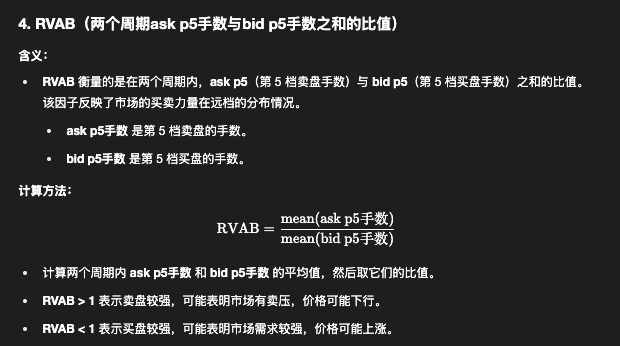 4. RVAB（两个周期ask p5手数与bid p5手数之和的比值）
含义：
• RVAB 衡量的是在两个周期内，ask p5（第 5 档卖盘手数）与 bid p5（第 5 档买盘手数）之和的比值。
该因子反映了市场的买卖力量在远档的分布情况。
• ask p5手数 是第 5 档卖盘的手数。
• bid p5手数 是第 5 档买盘的手数。
计算方法：
RVAB = mean(ask p5手数) / mean(bid p5手数)
• 计算两个周期内 ask p5手数 和 bid p5手数 的平均值，然后取它们的比值。
• RVAB > 1 表示卖盘较强，可能表明市场有卖压，价格可能下行。
• RVAB < 1 表示买盘较强，可能表明市场需求较强，价格可能上涨。